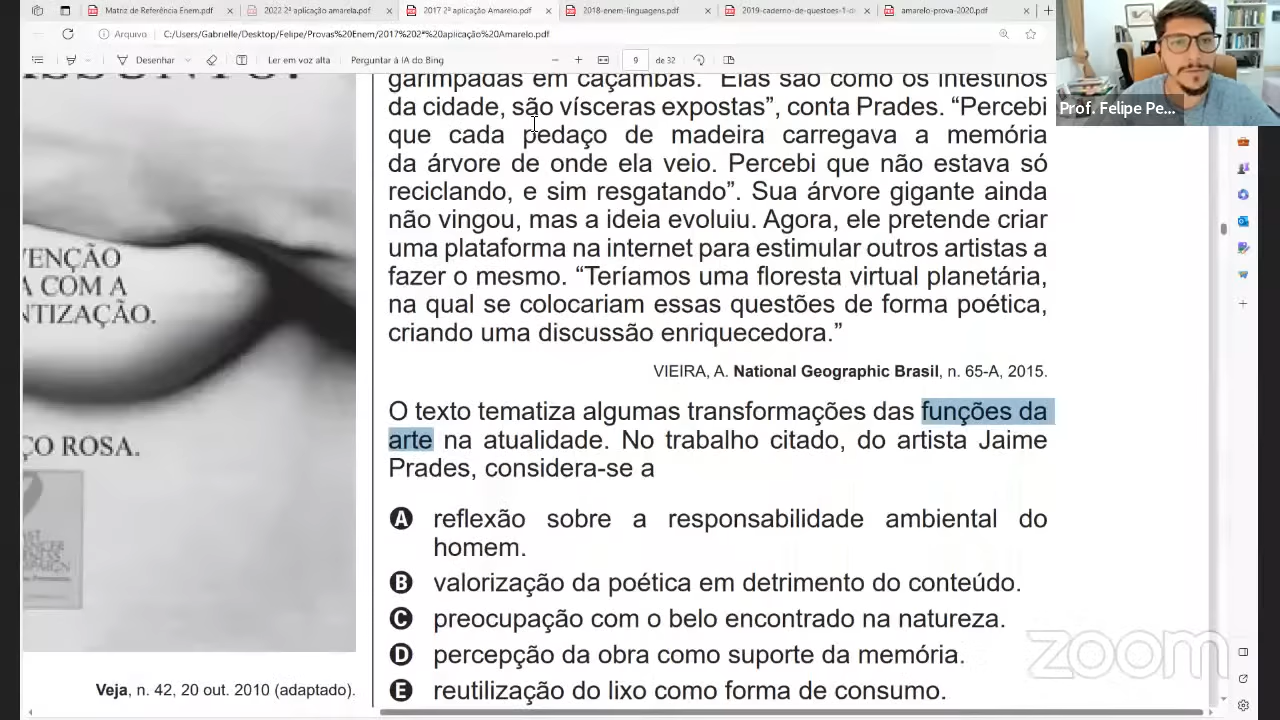 Matriz de Referência Enem.pdf
2022 2ª aplicação amarela.pdf
2017 2ª aplicação Amarelo.pdf
2018-enem-linguagens.pdf
2019-caderno-de-questoes-1-d
amarelo-prova-2020.pdf
Arquivo
C:/Users/Gabrielle/Desktop/Felipe/Provas%20Enem/2017%202ª%20aplicação%20Amarelo.pdf
Desenhar
Ler em voz alta
Perguntar à IA do Bing
9
de 32
Prof. Felipe Pe...
garimpadas em caçambas. "Elas são como os intestinos
da cidade, são vísceras expostas”, conta Prades. “Percebi
que cada pedaço de madeira carregava a memória
da árvore de onde ela veio. Percebi que não estava só
reciclando, e sim resgatando”. Sua árvore gigante ainda
não vingou, mas a ideia evoluiu. Agora, ele pretende criar
uma plataforma na internet para estimular outros artistas a
fazer o mesmo. “Teríamos uma floresta virtual planetária,
na qual se colocariam essas questões de forma poética,
criando uma discussão enriquecedora.”
VIEIRA, A. National Geographic Brasil, n. 65-A, 2015.
O texto tematiza algumas transformações das funções da
arte na atualidade. No trabalho citado, do artista Jaime
Prades, considera-se a
A reflexão sobre a responsabilidade ambiental do
homem.
B valorização da poética em detrimento do conteúdo.
C preocupação com o belo encontrado na natureza.
D percepção da obra como suporte da memória.
E reutilização do lixo como forma de consumo.
VENÇÃO
A COM A
NTIZAÇÃO.
ÇO ROSA.
Veja, n. 42, 20 out. 2010 (adaptado).
zoom